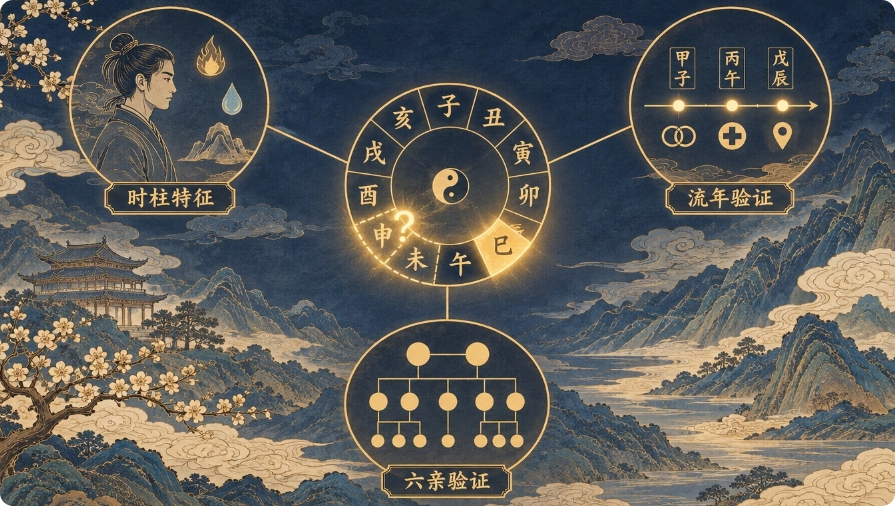 甲子
丙午
戊辰
时柱特征
流年验证
子
丑
寅
卯
巳
午
未
申
?
酉
戌
亥
六亲验证